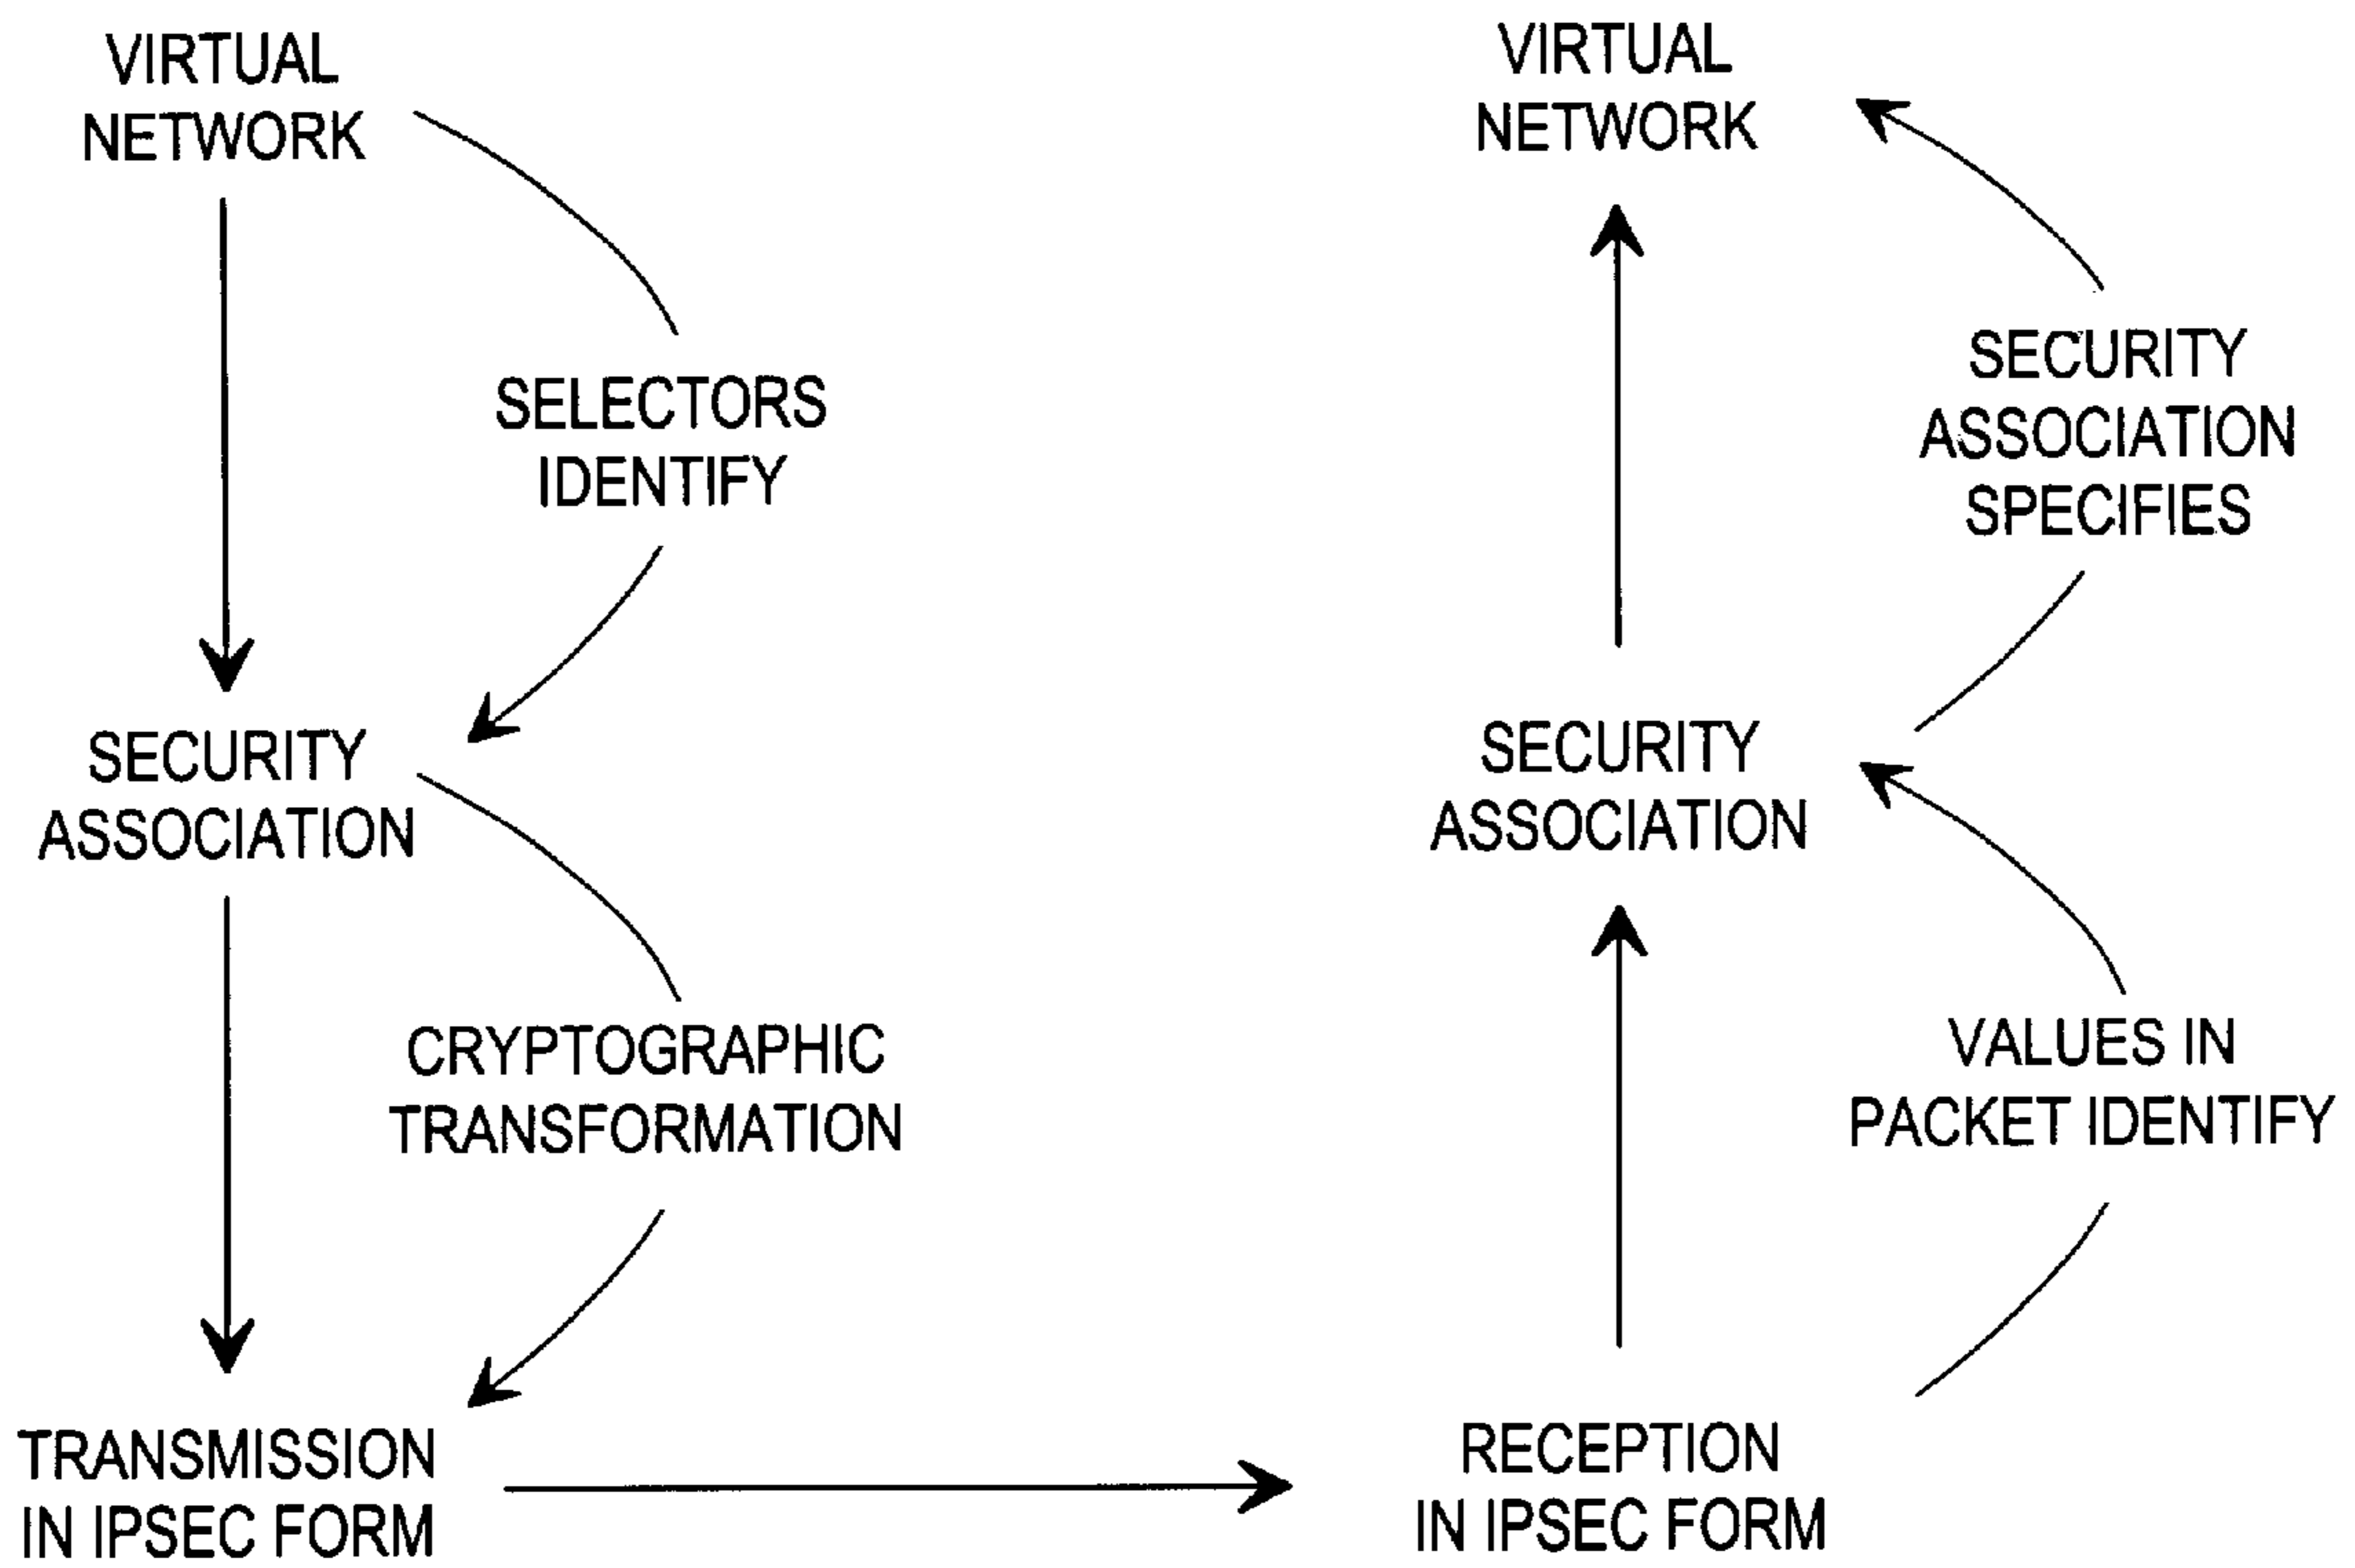 VIRTUAL
NETWORK
SELECTORS
IDENTIFY
SECURITY
ASSOCIATION
CRYPTOGRAPHIC
TRANSFORMATION
TRANSMISSION
IN IPSEC FORM
VIRTUAL
NETWORK
SECURITY
ASSOCIATION
SPECIFIES
SECURITY
ASSOCIATION
VALUES IN
PACKET IDENTIFY
RECEPTION
IN IPSEC FORM